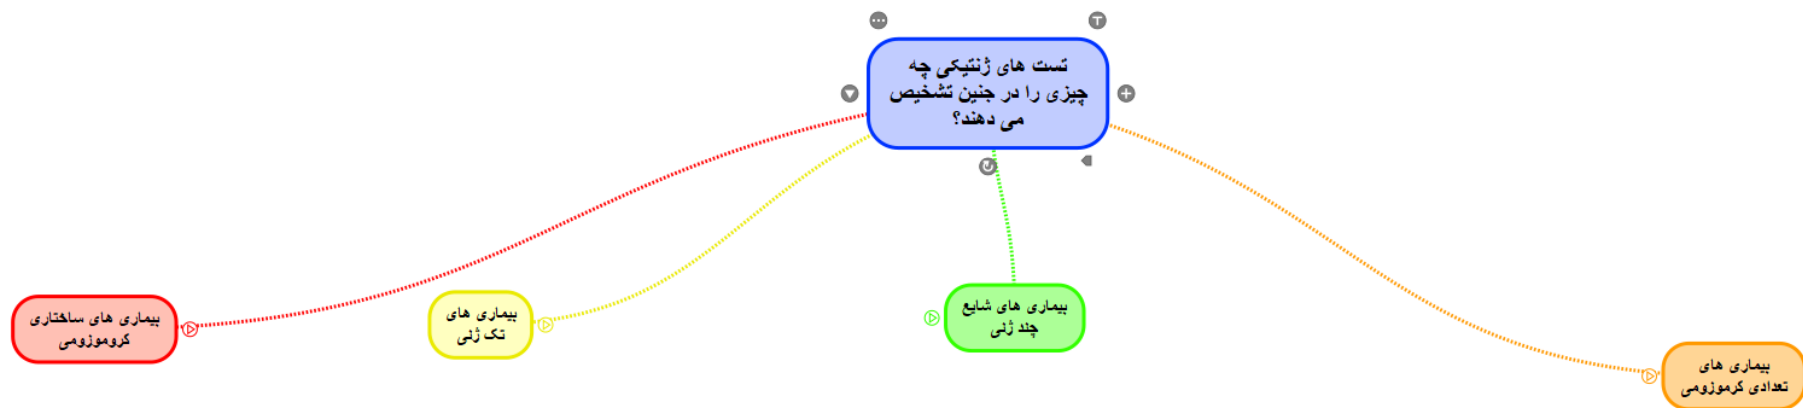 تست های ژنتیکی چه
چیزی را در جنین تشخیص
می دهند؟
بیماری های شایع
چند ژنی
بیماری های
تک ژنی
بیماری های ساختاری
کروموزومی
بیماری های
تعدادی کرموزومی